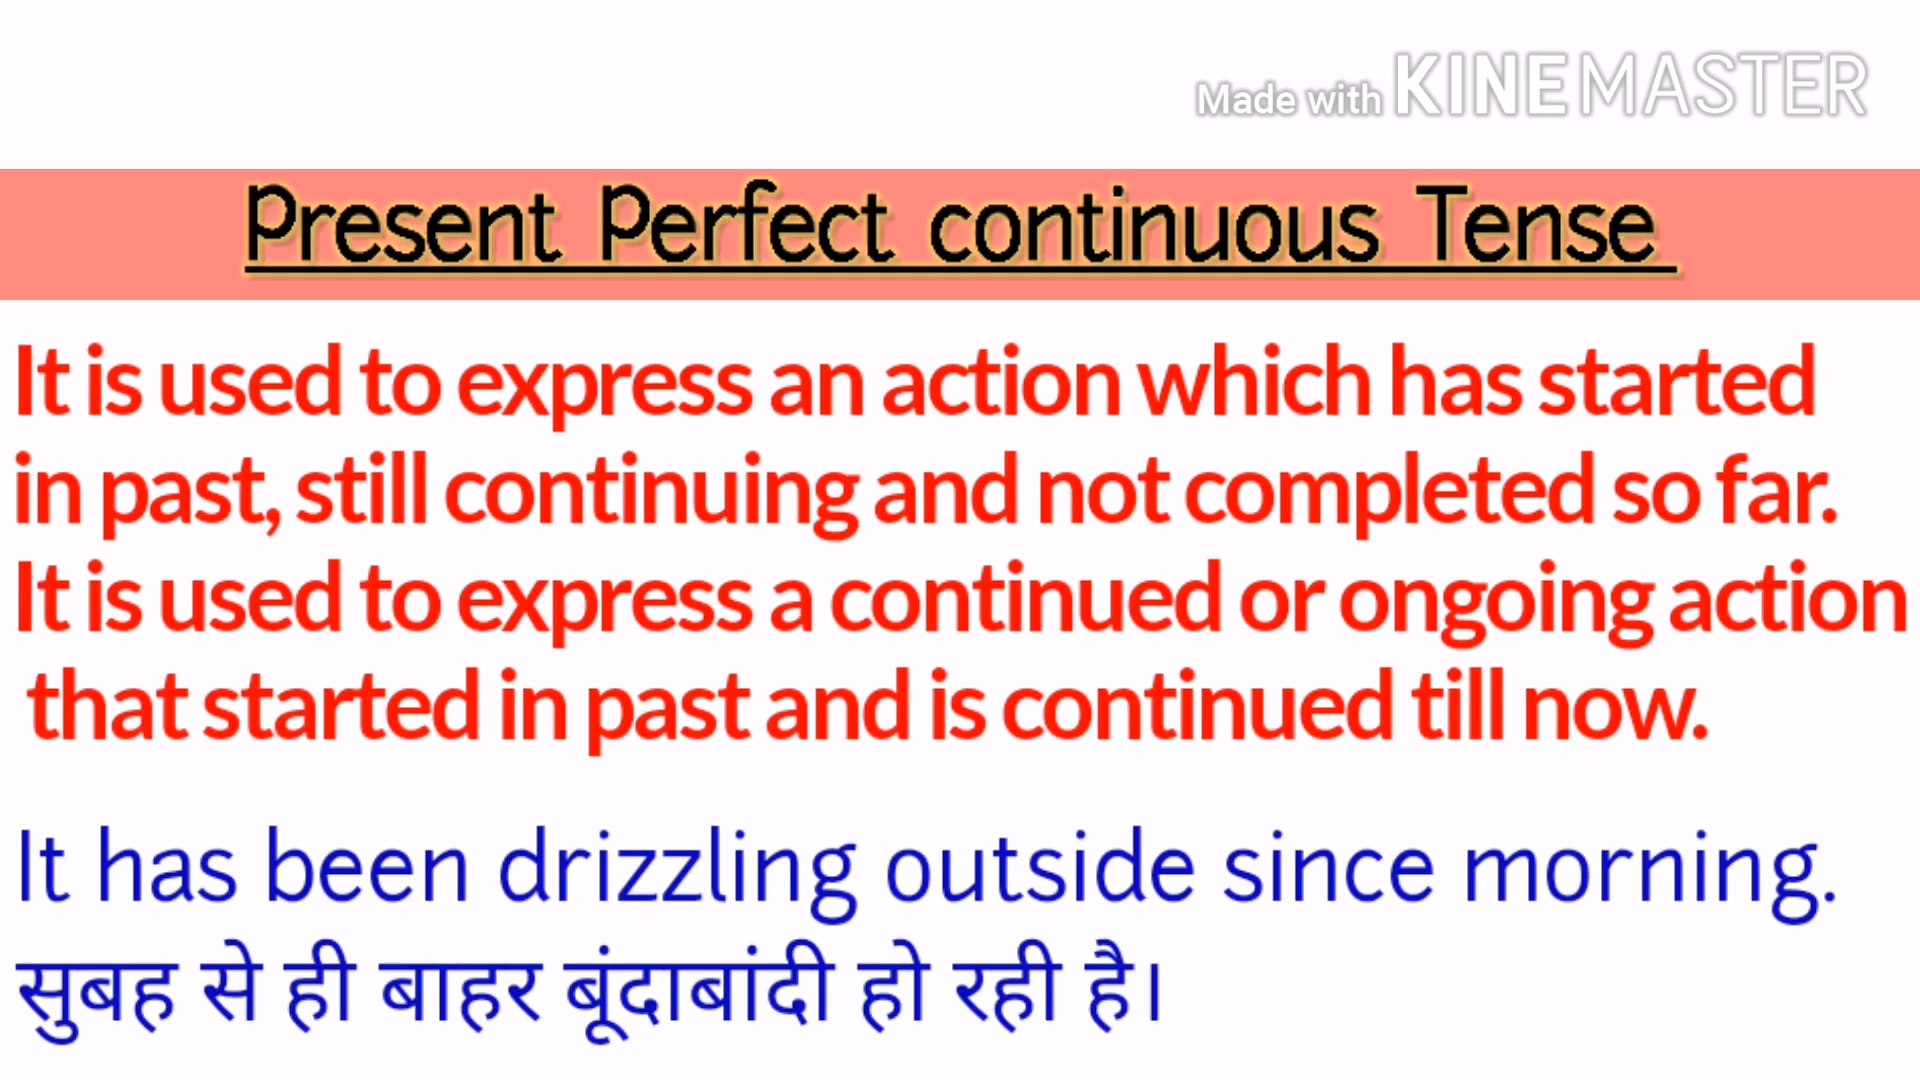 Made with KINEMASTER
Present Perfect continuous Tense
It is used to express an action which has started
in past, still continuing and not completed so far.
It is used to express a continued or ongoing action
that started in past and is continued till now.
It has been drizzling outside since morning.
सुबह से ही बाहर बूंदाबांदी हो रही है।